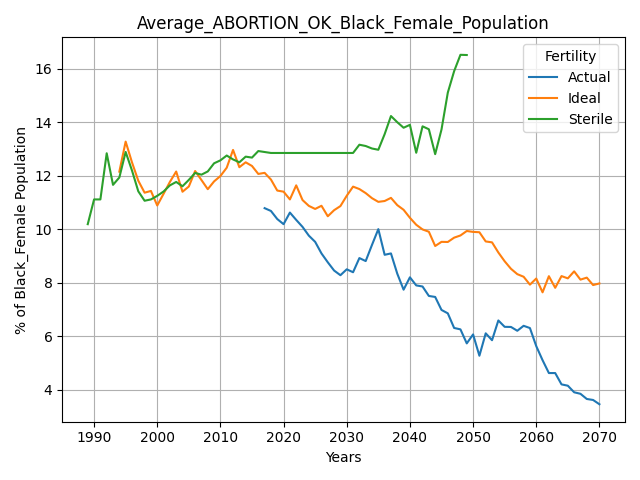 Average_ABORTION_OK_Black_Female_Population
% of Black_Female Population
16
14
12
10
8
6
4
Fertility
Actual
Ideal
Sterile
1990 2000 2010 2020 2030 2040 2050 2060 2070
Years